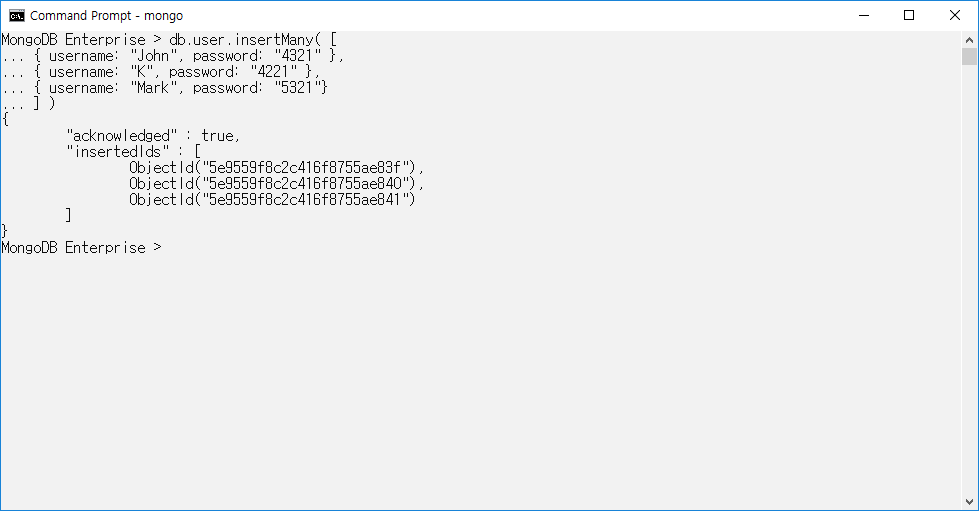 Command Prompt - mongo
MongoDB Enterprise > db.user.insertMany( [
... { username: "John", password: "4321" },
... { username: "K", password: "4221" },
... { username: "Mark", password: "5321"}
... ] )
{
        "acknowledged" : true,
        "insertedIds" : [
                ObjectId("5e9559f8c2c416f8755ae83f"),
                ObjectId("5e9559f8c2c416f8755ae840"),
                ObjectId("5e9559f8c2c416f8755ae841")
        ]
}
MongoDB Enterprise >